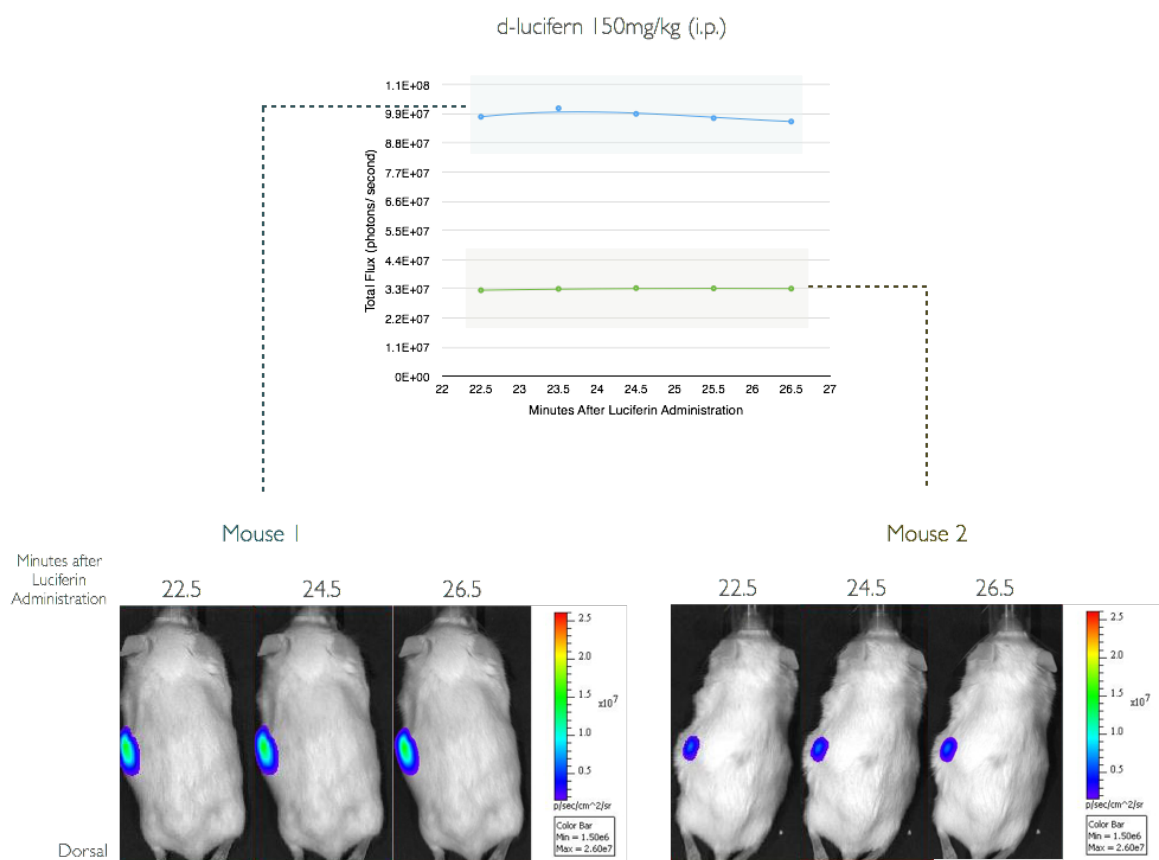 d-lucifern 150mg/kg (i.p.)
1.1E+08
9.9E+07
8.8E+07
7.7E+07
6.6E+07
5.5E+07
4.4E+07
3.3E+07
2.2E+07
1.1E+07
0E+00
Total Flux (photons/ second)
22 22.5 23 23.5 24 24.5 25 25.5 26 26.5 27
Minutes After Luciferin Administration
Mouse 1
Minutes after
Luciferin
Administration
22.5 24.5 26.5
2.5
2.0
1.5
x10^7
1.0
0.5
p/sec/cm^2/sr
Color Bar
Min = 1.50e6
Max = 2.60e7
Dorsal
Mouse 2
22.5 24.5 26.5
2.5
2.0
1.5
x10^7
1.0
0.5
p/sec/cm^2/sr
Color Bar
Min = 1.50e6
Max = 2.60e7